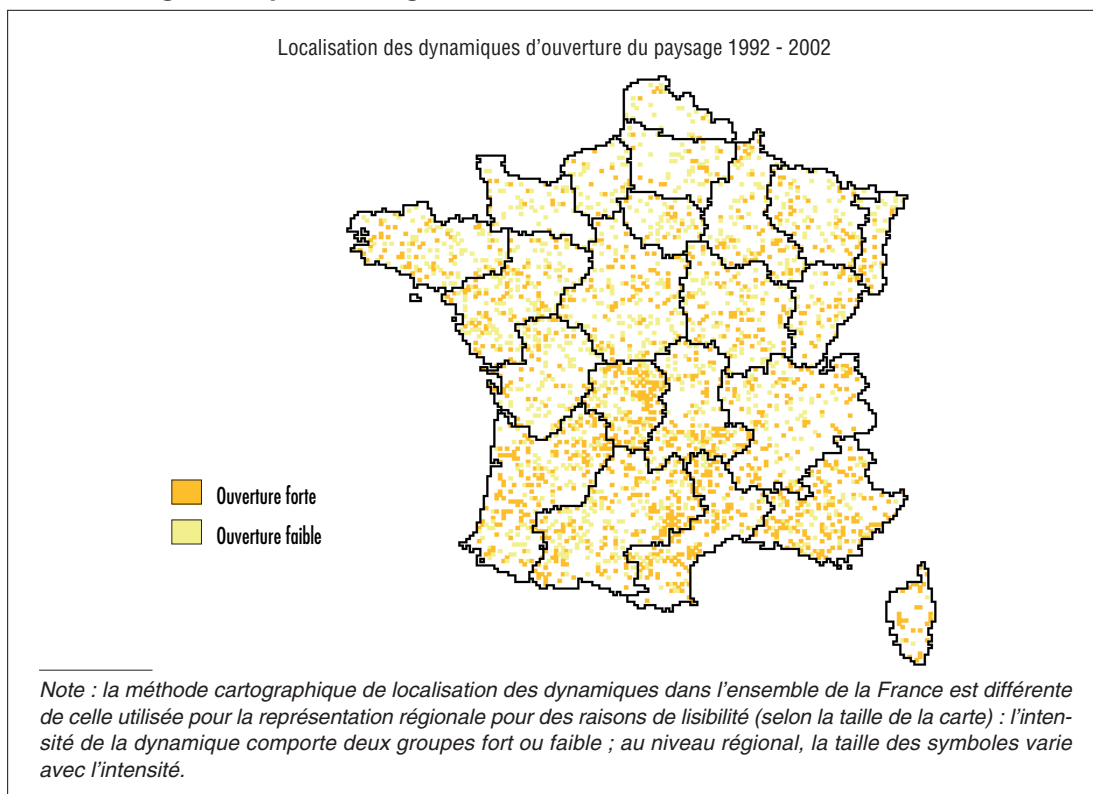 Localisation des dynamiques d'ouverture du paysage 1992 - 2002
Ouverture forte
Ouverture faible
Note : la méthode cartographique de localisation des dynamiques dans l'ensemble de la France est différente
de celle utilisée pour la représentation régionale pour des raisons de lisibilité (selon la taille de la carte) : l'inten-
sité de la dynamique comporte deux groupes fort ou faible ; au niveau régional, la taille des symboles varie
avec l'intensité.